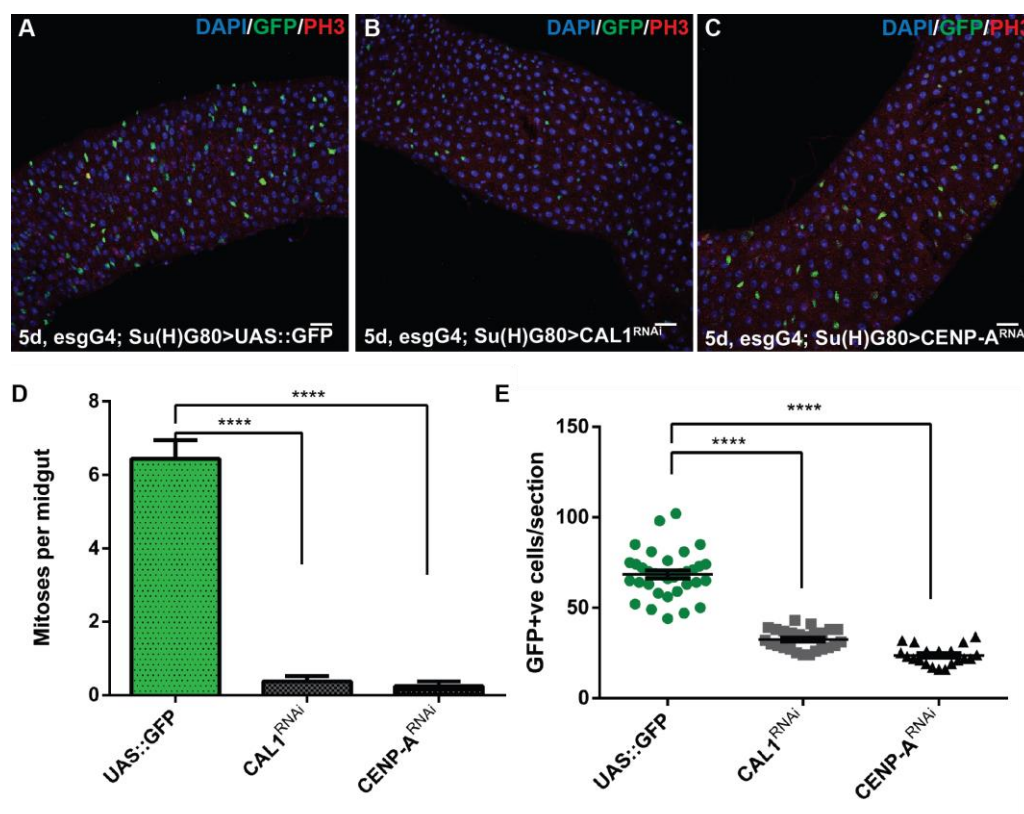 A
DAPI/GFP/PH3
5d, esgG4; Su(H)G80>UAS::GFP
B
DAPI/GFP/PH3
5d, esgG4; Su(H)G80>CAL1RNAi
C
DAPI/GFP/PH3
5d, esgG4; Su(H)G80>CENP-ARNA
D
Mitoses per midgut
8
6
4
2
0
****
****
UAS::GFP
CAL1RNAi
CENP-ARNAi
E
GFP+ve cells/section
150
100
50
0
****
****
UAS::GFP
CAL1RNAi
CENP-ARNAi